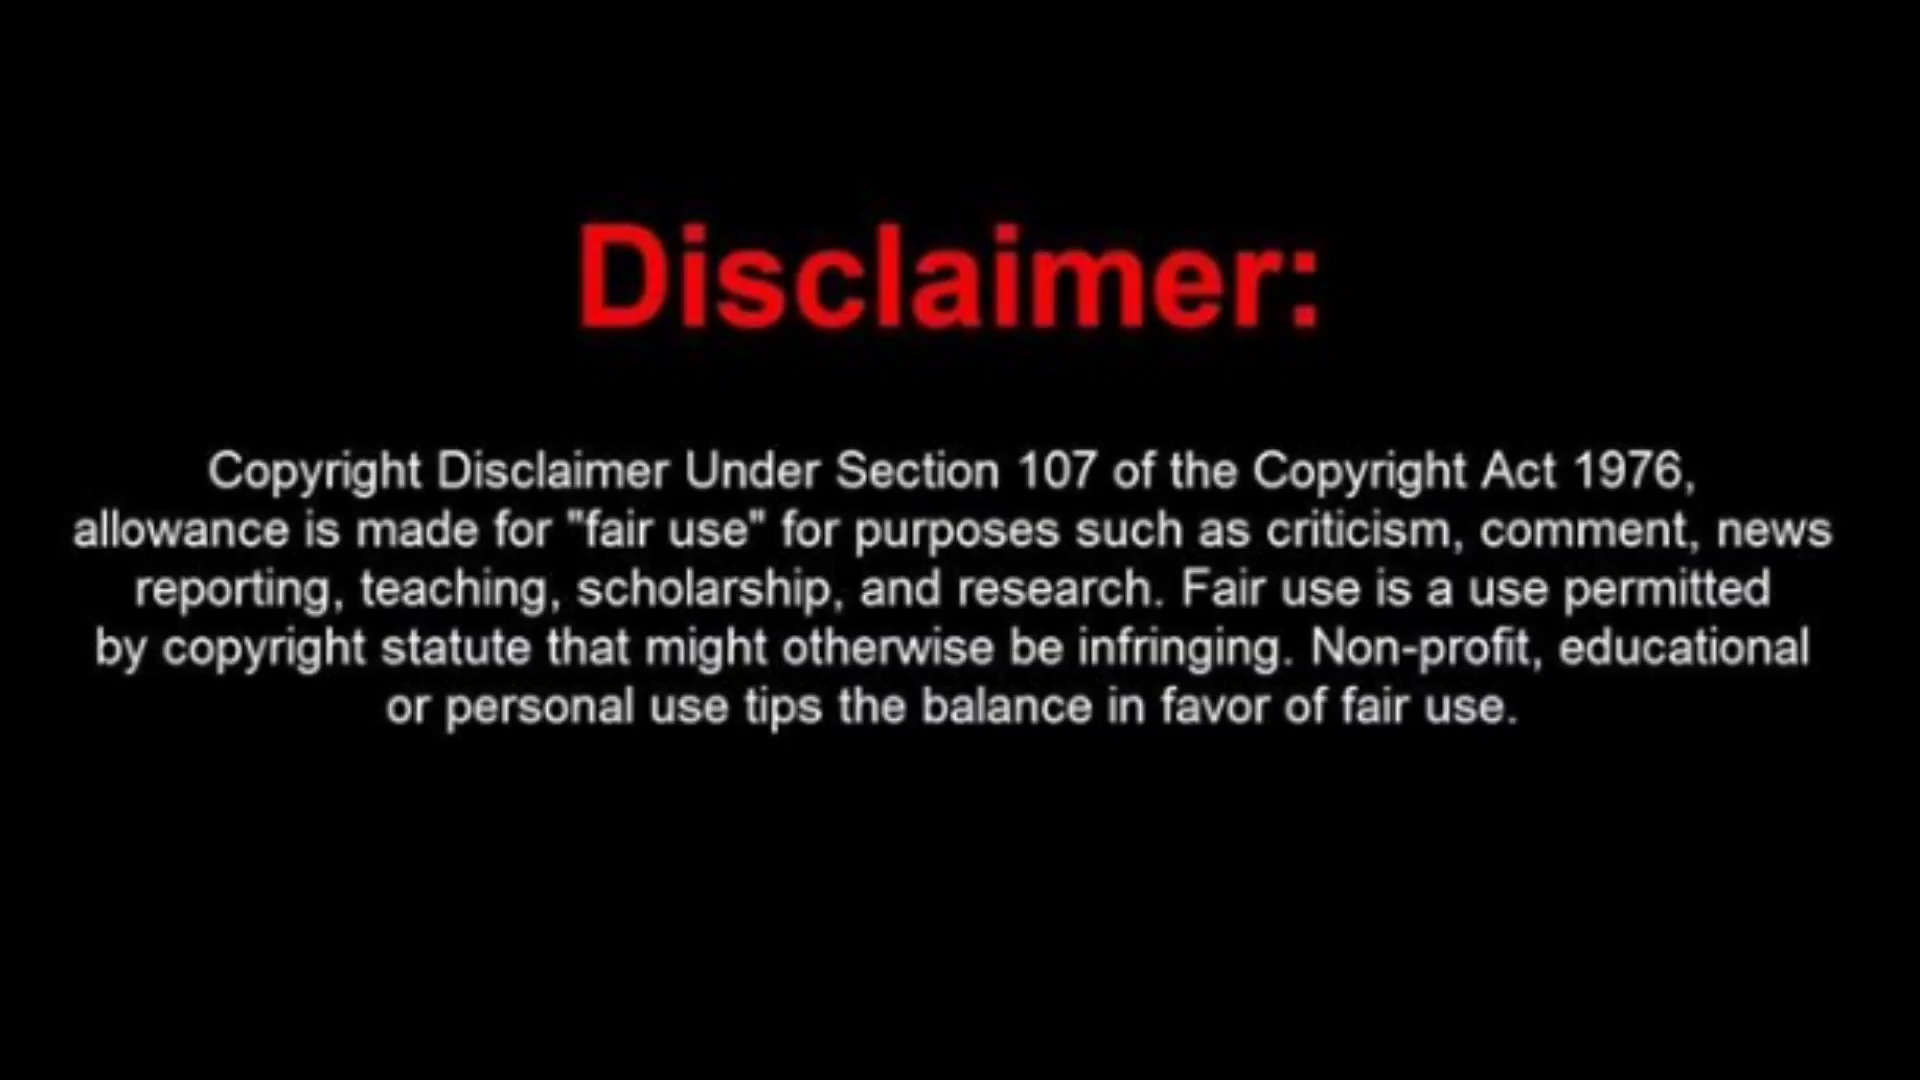 Disclaimer:
Copyright Disclaimer Under Section 107 of the Copyright Act 1976,
allowance is made for "fair use" for purposes such as criticism, comment, news
reporting, teaching, scholarship, and research. Fair use is a use permitted
by copyright statute that might otherwise be infringing. Non-profit, educational
or personal use tips the balance in favor of fair use.